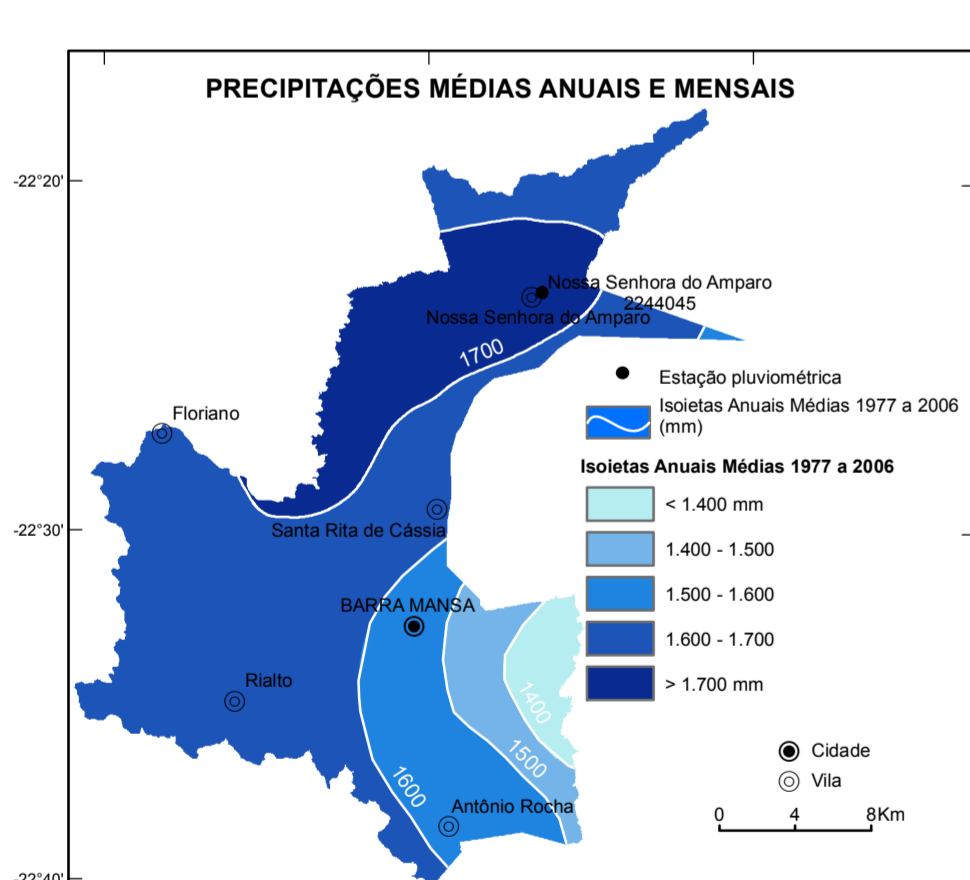 PRECIPITAÇÕES MÉDIAS ANUAIS E MENSAIS
-22°20'
Nossa Senhora do Amparo
2244045
Nossa Senhora do Amparo
1700
Estação pluviométrica
Isoietas Anuais Médias 1977 a 2006
(mm)
Floriano
Isoietas Anuais Médias 1977 a 2006
< 1.400 mm
-22°30'
Santa Rita de Cássia
1.400 - 1.500
1.500 - 1.600
BARRA MANSA
1.600 - 1.700
Rialto
> 1.700 mm
1400
1500
1600
Cidade
Vila
Antônio Rocha
0 4 8Km
-22°40'